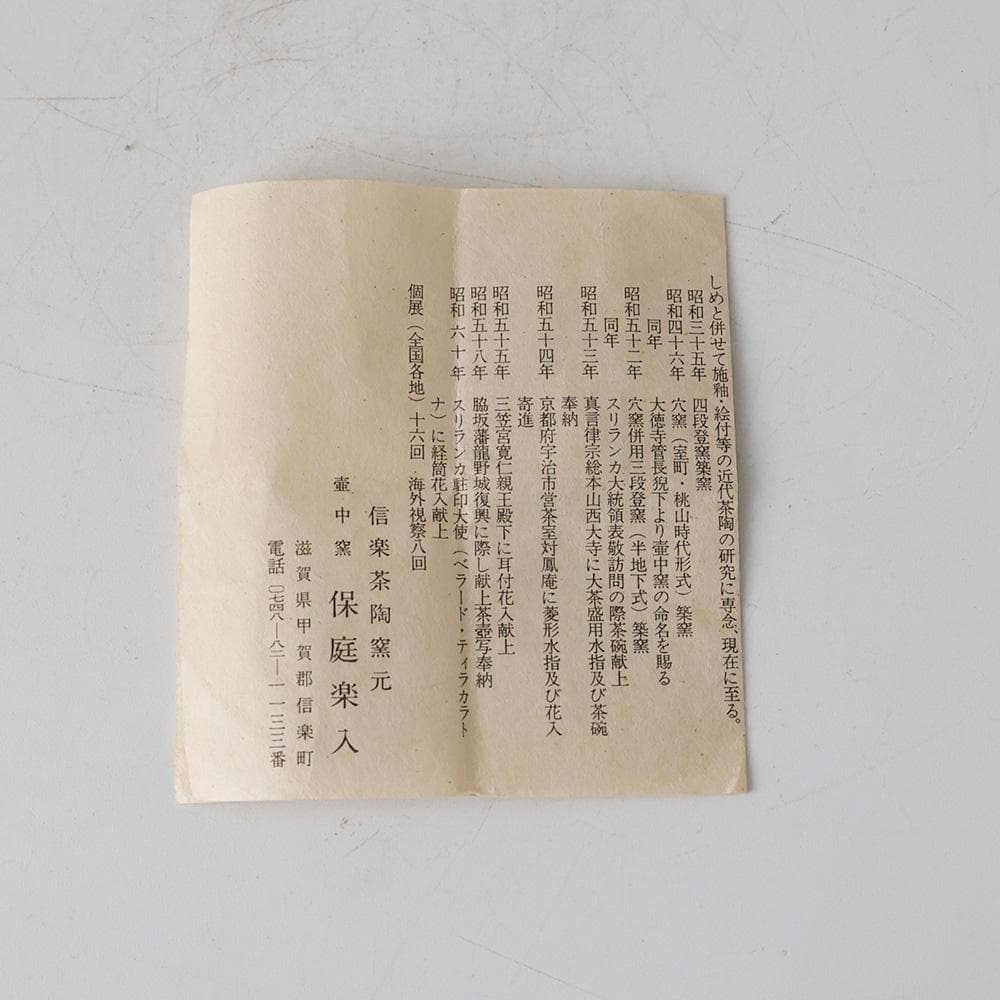 しめと併せて施釉・絵付等の近代茶陶の研究に専念、現在に至る。
昭和三十五年 四段登窯築窯
昭和四十六年 穴窯(室町・桃山時代形式)築窯
同年 大徳寺管長猊下より壷中窯の命名を賜る
昭和五十二年 穴窯併用三段登窯(半地下式)築窯
同年 スリランカ大統領表敬訪問の際茶碗献上
昭和五十三年 真言律宗総本山西大寺に大茶盛用水指及び茶碗
奉納
昭和五十四年 京都府宇治市営茶室対鳳庵に菱形水指及び花入
寄進
昭和五十五年 三笠宮寛仁親王殿下に耳付花入献上
昭和五十八年 脇坂藩龍野城復興に際し献上茶壺写奉納
昭和六十年 スリランカ駐印大使(ベラード・ティラカラト
ナ)に経筒花入献上
個展(全国各地)十六回 海外視察八回
信楽茶陶窯元
壷中窯 保庭楽入
滋賀県甲賀郡信楽町
電話 〇七四八―八二―一一三三番